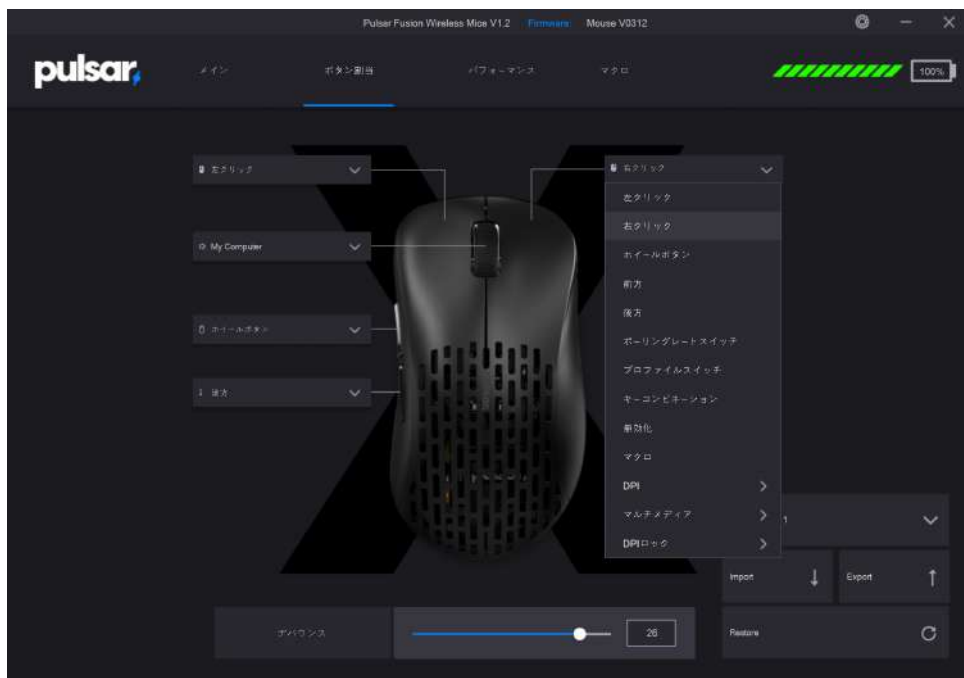 Pulsar Fusion Wireless Mice V1.2 Firmware: Mouse V0312
pulsar
メイン
ボタン割当
パフォーマンス
マクロ
100%
左クリック
右クリック
左クリック
右クリック
My Computer
ホイールボタン
前方
後方
ホイールボタン
ポーリングレートスイッチ
プロファイルスイッチ
後方
キーコンビネーション
無効化
マクロ
DPI
マルチメディア
1
DPIロック
Import
Export
デバウンス
26
Restore